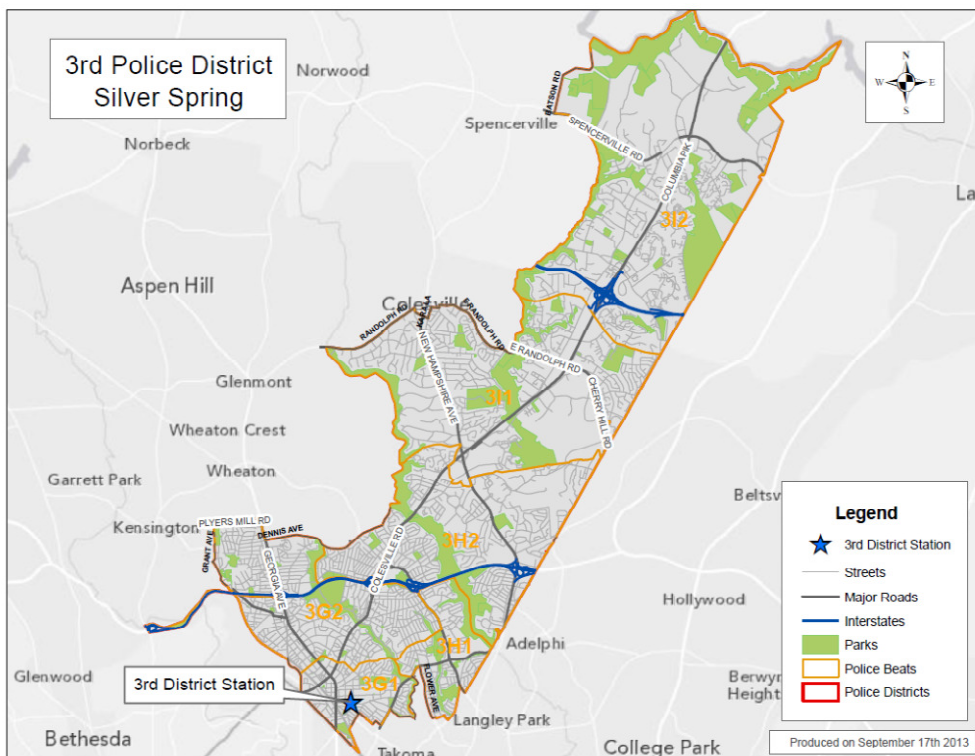 3rd Police District
Silver Spring
Norwood
N
W
E
S
BATSON RD
Spencerville
Norbeck
SPENCERVILLE RD
COLUMBIA PIK
La
3I2
Aspen Hill
Colesville
RANDOLPH RD
E RANDOLPH RD
E RANDOLPH RD
NEW HAMPSHIRE AVE
Glenmont
CHERRY HILL RD
3I1
Wheaton Crest
Wheaton
Garrett Park
Beltsv
Kensington
PLYERS MILL RD
DENNIS AVE
GRANT AVE
GEORGIA AVE
COLESVILLE RD
3H2
Hollywood
3G2
3H1
Adelphi
Glenwood
3rd District Station
3G1
FLOWER AVE
Berwyn
Heights
Langley Park
Bethesda
Takoma
College Park
Legend
3rd District Station
Streets
Major Roads
Interstates
Parks
Police Beats
Police Districts
Produced on September 17th 2013